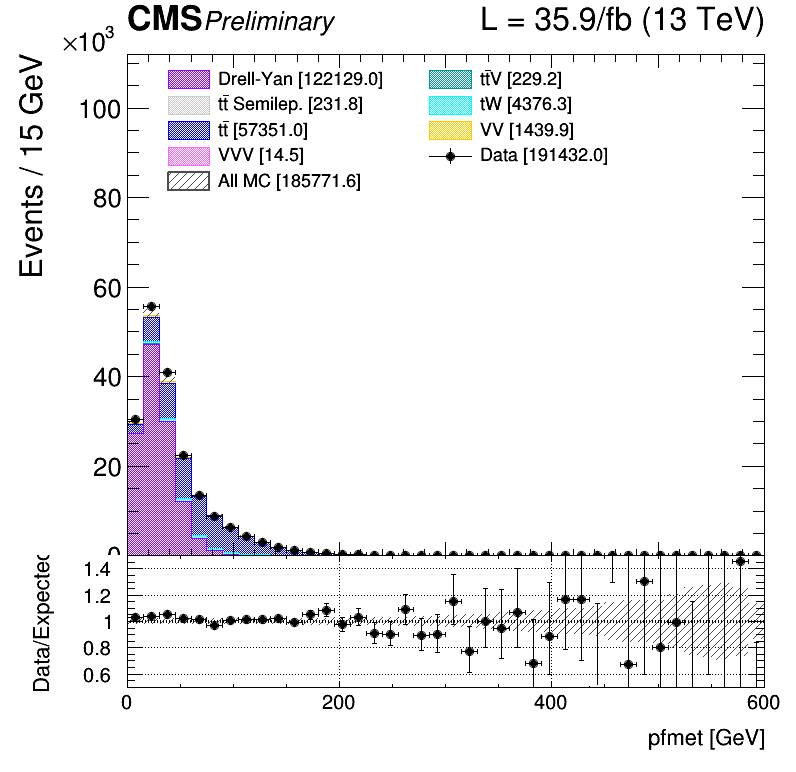 CMS Preliminary L = 35.9/fb (13 TeV)
×10³
Events / 15 GeV
100
80
60
40
20
0
Drell-Yan [122129.0]
tt̄ Semilep. [231.8]
tt̄ [57351.0]
VVV [14.5]
All MC [185771.6]
tt̄V [229.2]
tW [4376.3]
VV [1439.9]
Data [191432.0]
Data/Expected
1.4
1.2
1
0.8
0.6
0 200 400 600
pfmet [GeV]